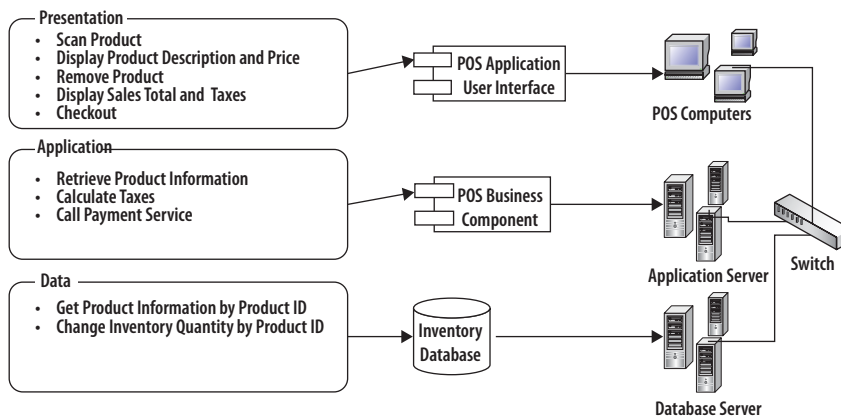 Presentation
• Scan Product
• Display Product Description and Price
• Remove Product
• Display Sales Total and Taxes
• Checkout
POS Application
User Interface
POS Computers
Application
• Retrieve Product Information
• Calculate Taxes
• Call Payment Service
POS Business
Component
Application Server
Switch
Data
• Get Product Information by Product ID
• Change Inventory Quantity by Product ID
Inventory
Database
Database Server